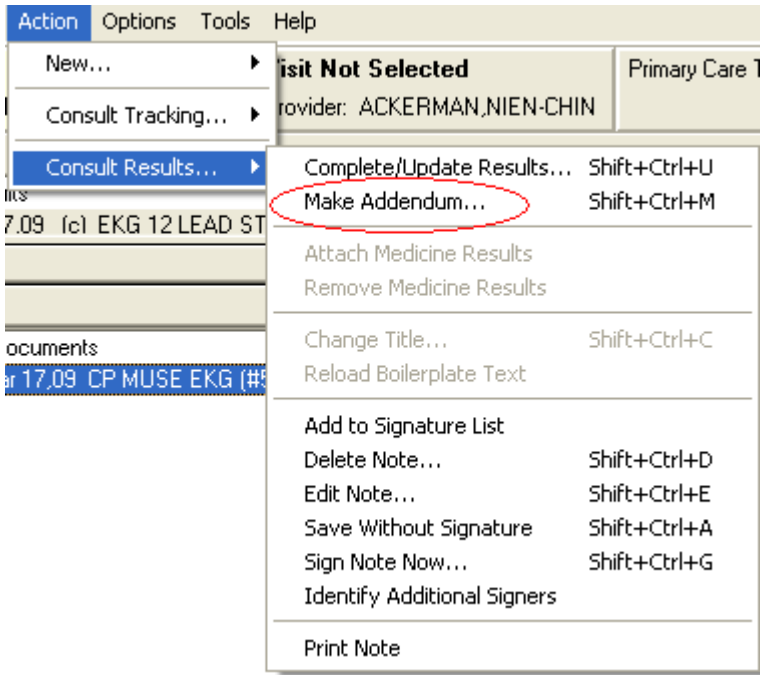 Action Options Tools Help
New...
isit Not Selected
Primary Care
rovider: ACKERMAN,NIEN-CHIN
Consult Tracking...
Consult Results...
Complete/Update Results... Shift+Ctrl+U
Make Addendum... Shift+Ctrl+M
7,09 (c) EKG 12 LEAD ST
Attach Medicine Results
Remove Medicine Results
Change Title... Shift+Ctrl+C
ocuments
Reload Boilerplate Text
ar 17,09 CP MUSE EKG (#5
Add to Signature List
Delete Note... Shift+Ctrl+D
Edit Note... Shift+Ctrl+E
Save Without Signature Shift+Ctrl+A
Sign Note Now... Shift+Ctrl+G
Identify Additional Signers
Print Note